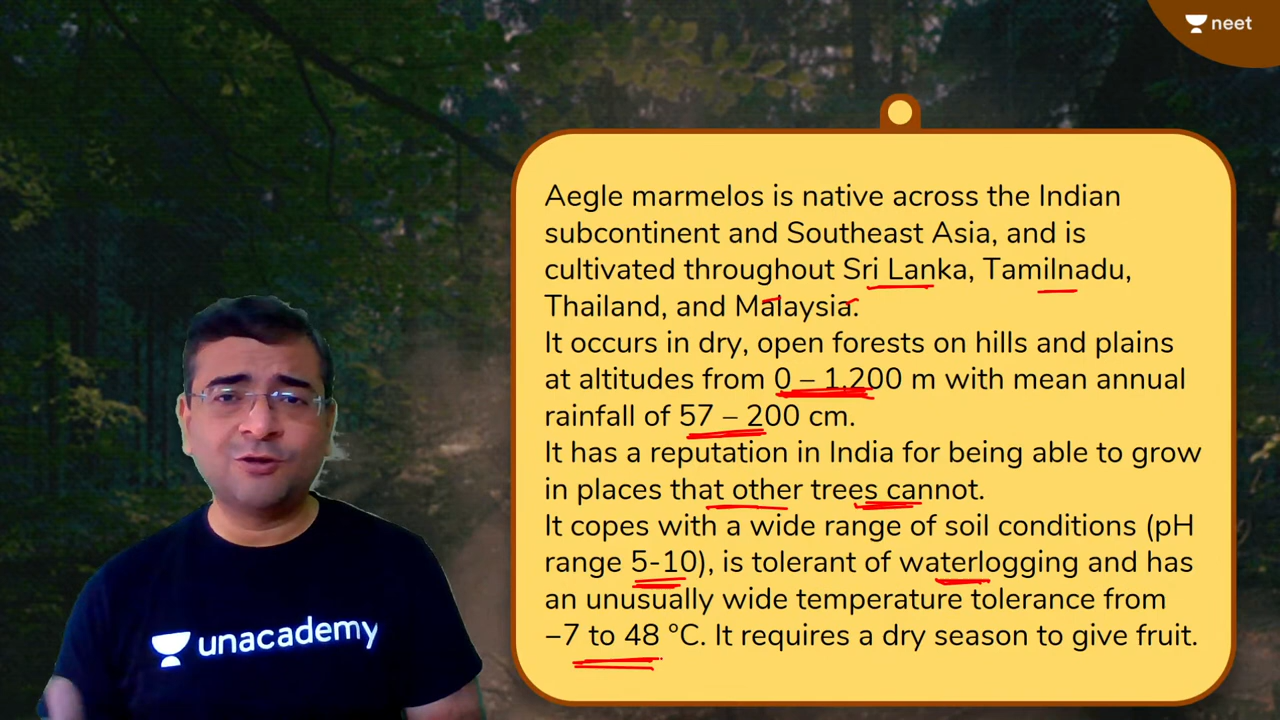 neet
Aegle marmelos is native across the Indian
subcontinent and Southeast Asia, and is
cultivated throughout Sri Lanka, Tamilnadu,
Thailand, and Malaysia.
It occurs in dry, open forests on hills and plains
at altitudes from 0 – 1,200 m with mean annual
rainfall of 57 – 200 cm.
It has a reputation in India for being able to grow
in places that other trees cannot.
It copes with a wide range of soil conditions (pH
range 5-10), is tolerant of waterlogging and has
an unusually wide temperature tolerance from
−7 to 48 °C. It requires a dry season to give fruit.
unacademy